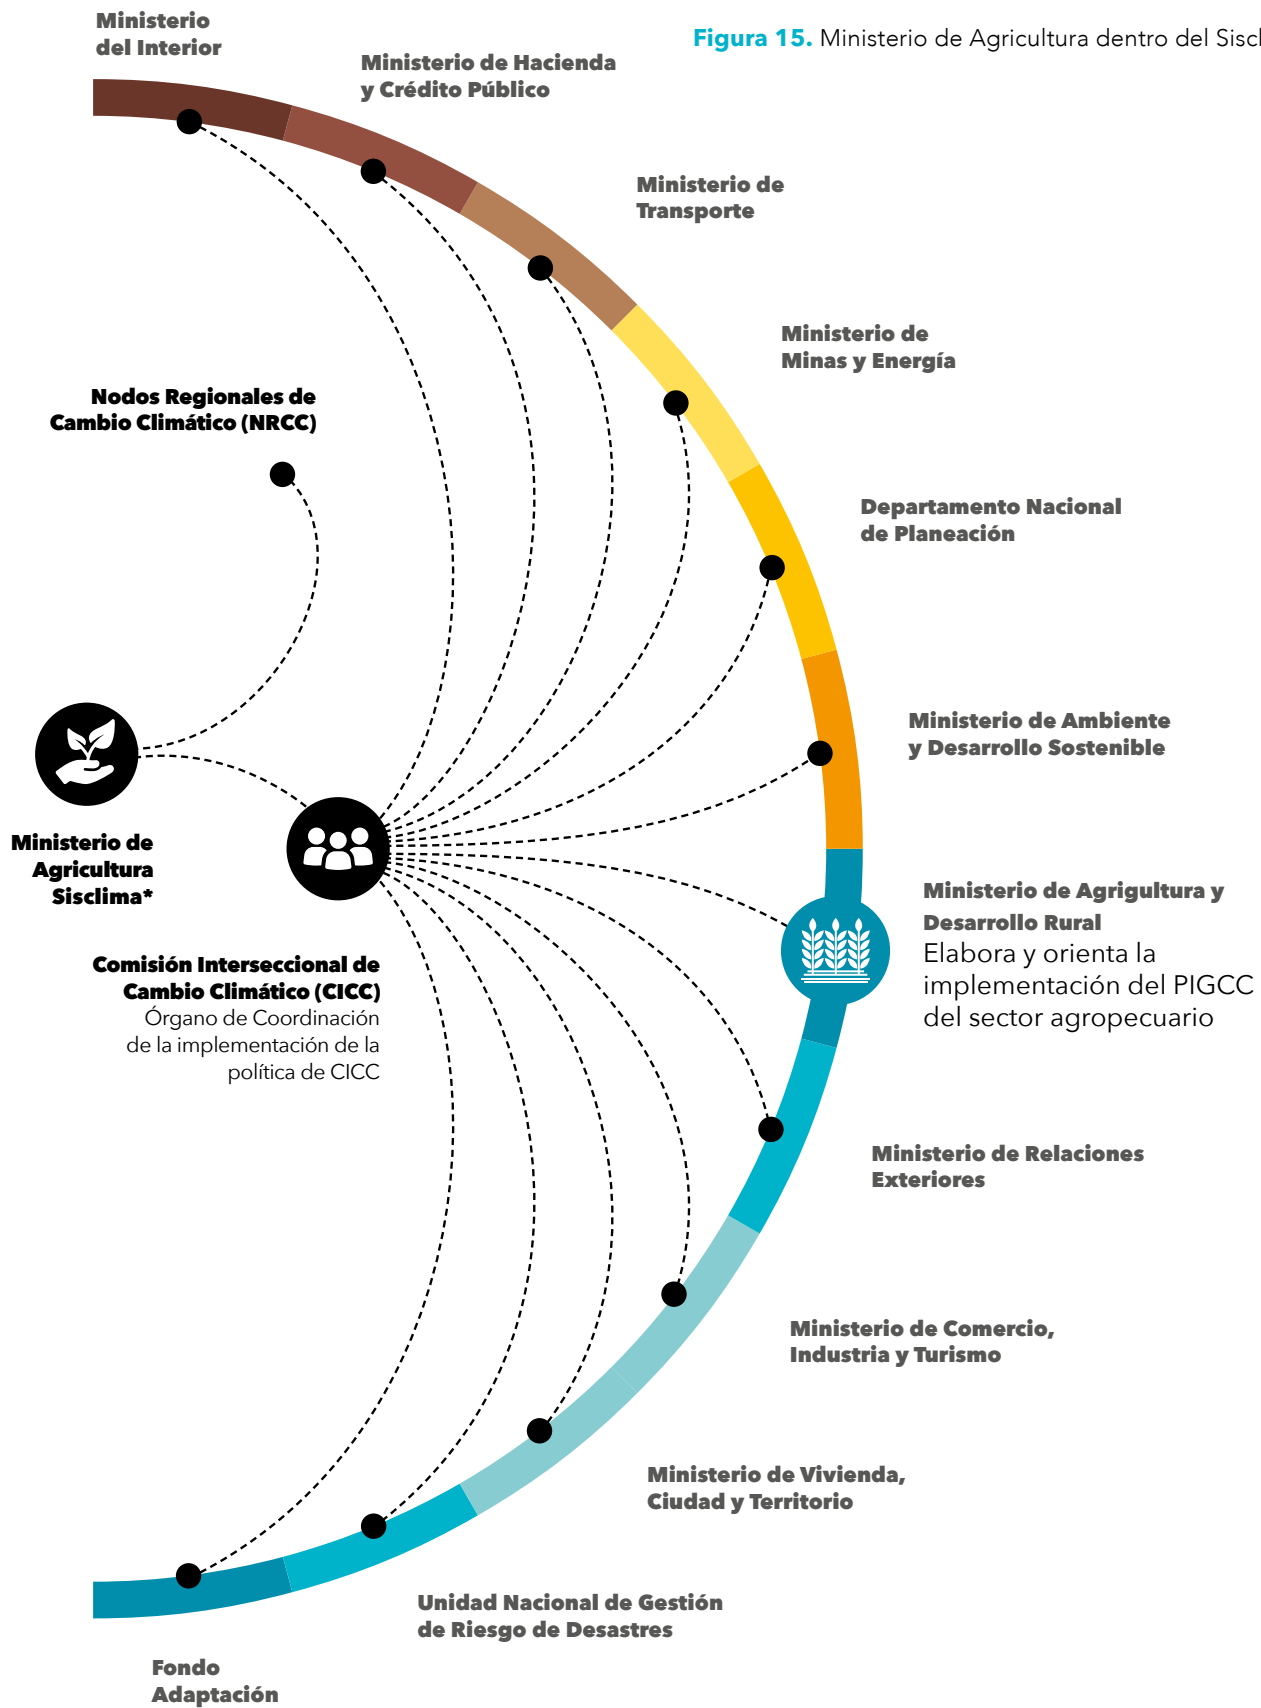 Figura 15. Ministerio de Agricultura dentro del Siscl
Ministerio
del Interior
Ministerio de Hacienda
y Crédito Público
Ministerio de
Transporte
Ministerio de
Minas y Energía
Nodos Regionales de
Cambio Climático (NRCC)
Departamento Nacional
de Planeación
Ministerio de Ambiente
y Desarrollo Sostenible
Ministerio de
Agricultura
Sisclima*
Ministerio de Agrigultura y
Desarrollo Rural
Elabora y orienta la
implementación del PIGCC
del sector agropecuario
Comisión Interseccional de
Cambio Climático (CICC)
Órgano de Coordinación
de la implementación de la
política de CICC
Ministerio de Relaciones
Exteriores
Ministerio de Comercio,
Industria y Turismo
Ministerio de Vivienda,
Ciudad y Territorio
Unidad Nacional de Gestión
de Riesgo de Desastres
Fondo
Adaptación